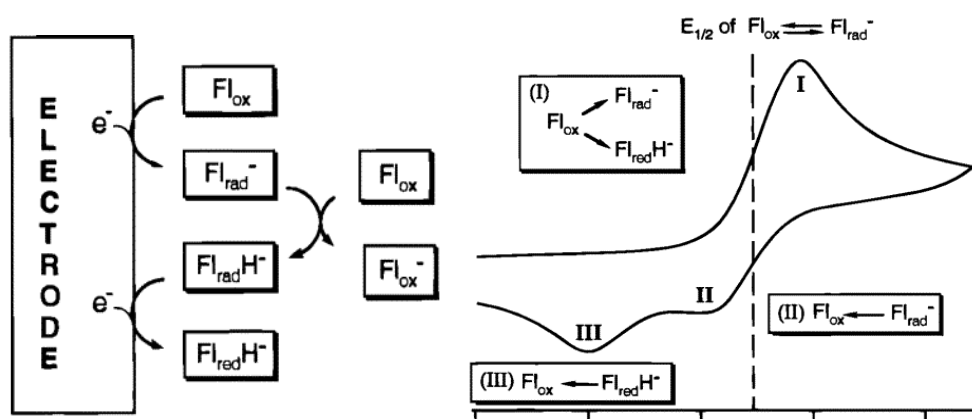 ELECTRODE
e⁻
e⁻
Flox
Flrad⁻
FlradH⁻
FlredH⁻
Flox
Flox⁻
E1/2 of Flox ⇌ Flrad⁻
I
(I)
Flrad⁻
Flox
FlredH⁻
II
(II) Flox ← Flrad⁻
III
(III) Flox ← FlredH⁻